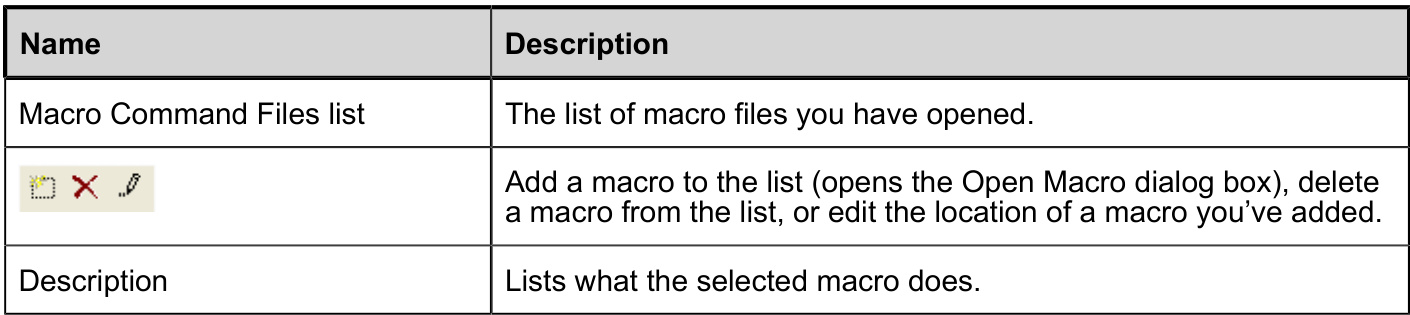 Name
Description
Macro Command Files list
The list of macro files you have opened.
Add a macro to the list (opens the Open Macro dialog box), delete
a macro from the list, or edit the location of a macro you’ve added.
Description
Lists what the selected macro does.